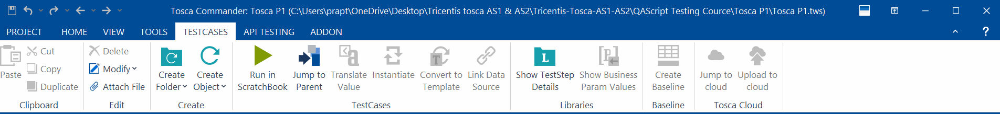 Tosca Commander: Tosca P1 (C:\Users\prapt\OneDrive\Desktop\Tricentis tosca AS1 & AS2\Tricentis-Tosca-AS1-AS2\QAScript Testing Cource\Tosca P1\Tosca P1.tws)
PROJECT HOME VIEW TOOLS TESTCASES API TESTING ADDON ?
Paste
Cut
Copy
Duplicate
Clipboard
Delete
Modify
Attach File
Edit
Create
Folder
Create
Object
Create
Run in
ScratchBook
Jump to
Parent
Translate
Value
Instantiate
Convert to
Template
Link Data
Source
TestCases
Show TestStep
Details
Show Business
Param Values
Libraries
Create
Baseline
Baseline
Jump to
cloud
Upload to
cloud
Tosca Cloud